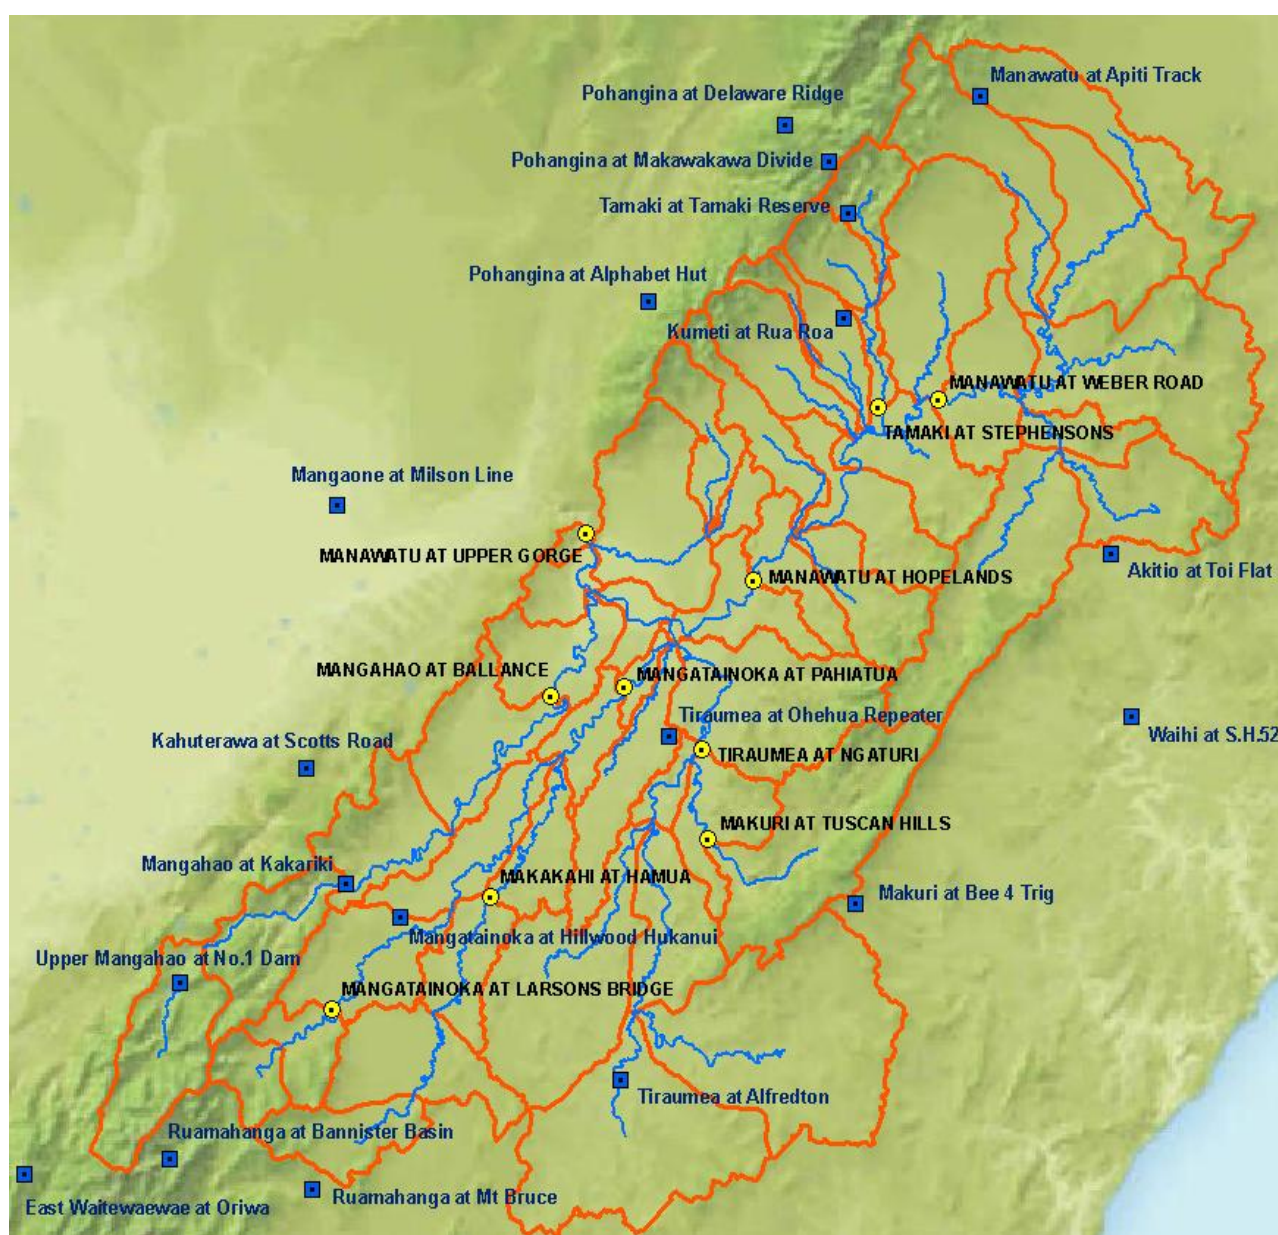 Manawatu at Apiti Track
Pohangina at Delaware Ridge
Pohangina at Makawakawa Divide
Tamaki at Tamaki Reserve
Pohangina at Alphabet Hut
Kumeti at Rua Roa
MANAWATU AT WEBER ROAD
TAMAKI AT STEPHENSONS
Mangaone at Milson Line
MANAWATU AT UPPER GORGE
MANAWATU AT HOPELANDS
Akitio at Toi Flat
MANGAHAO AT BALLANCE
MANGATAINOKA AT PAHIATUA
Tiraumea at Ohehua Repeater
Waihi at S.H.52
Kahuterawa at Scotts Road
TIRAUMEA AT NGATURI
MAKURI AT TUSCAN HILLS
Mangahao at Kakariki
MAKAKAHI AT HAMUA
Makuri at Bee 4 Trig
Mangatainoka at Hillwood Hukanui
Upper Mangahao at No.1 Dam
MANGATAINOKA AT LARSONS BRIDGE
Tiraumea at Alfredton
Ruamahanga at Bannister Basin
Ruamahanga at Mt Bruce
East Waitewaewae at Oriwa